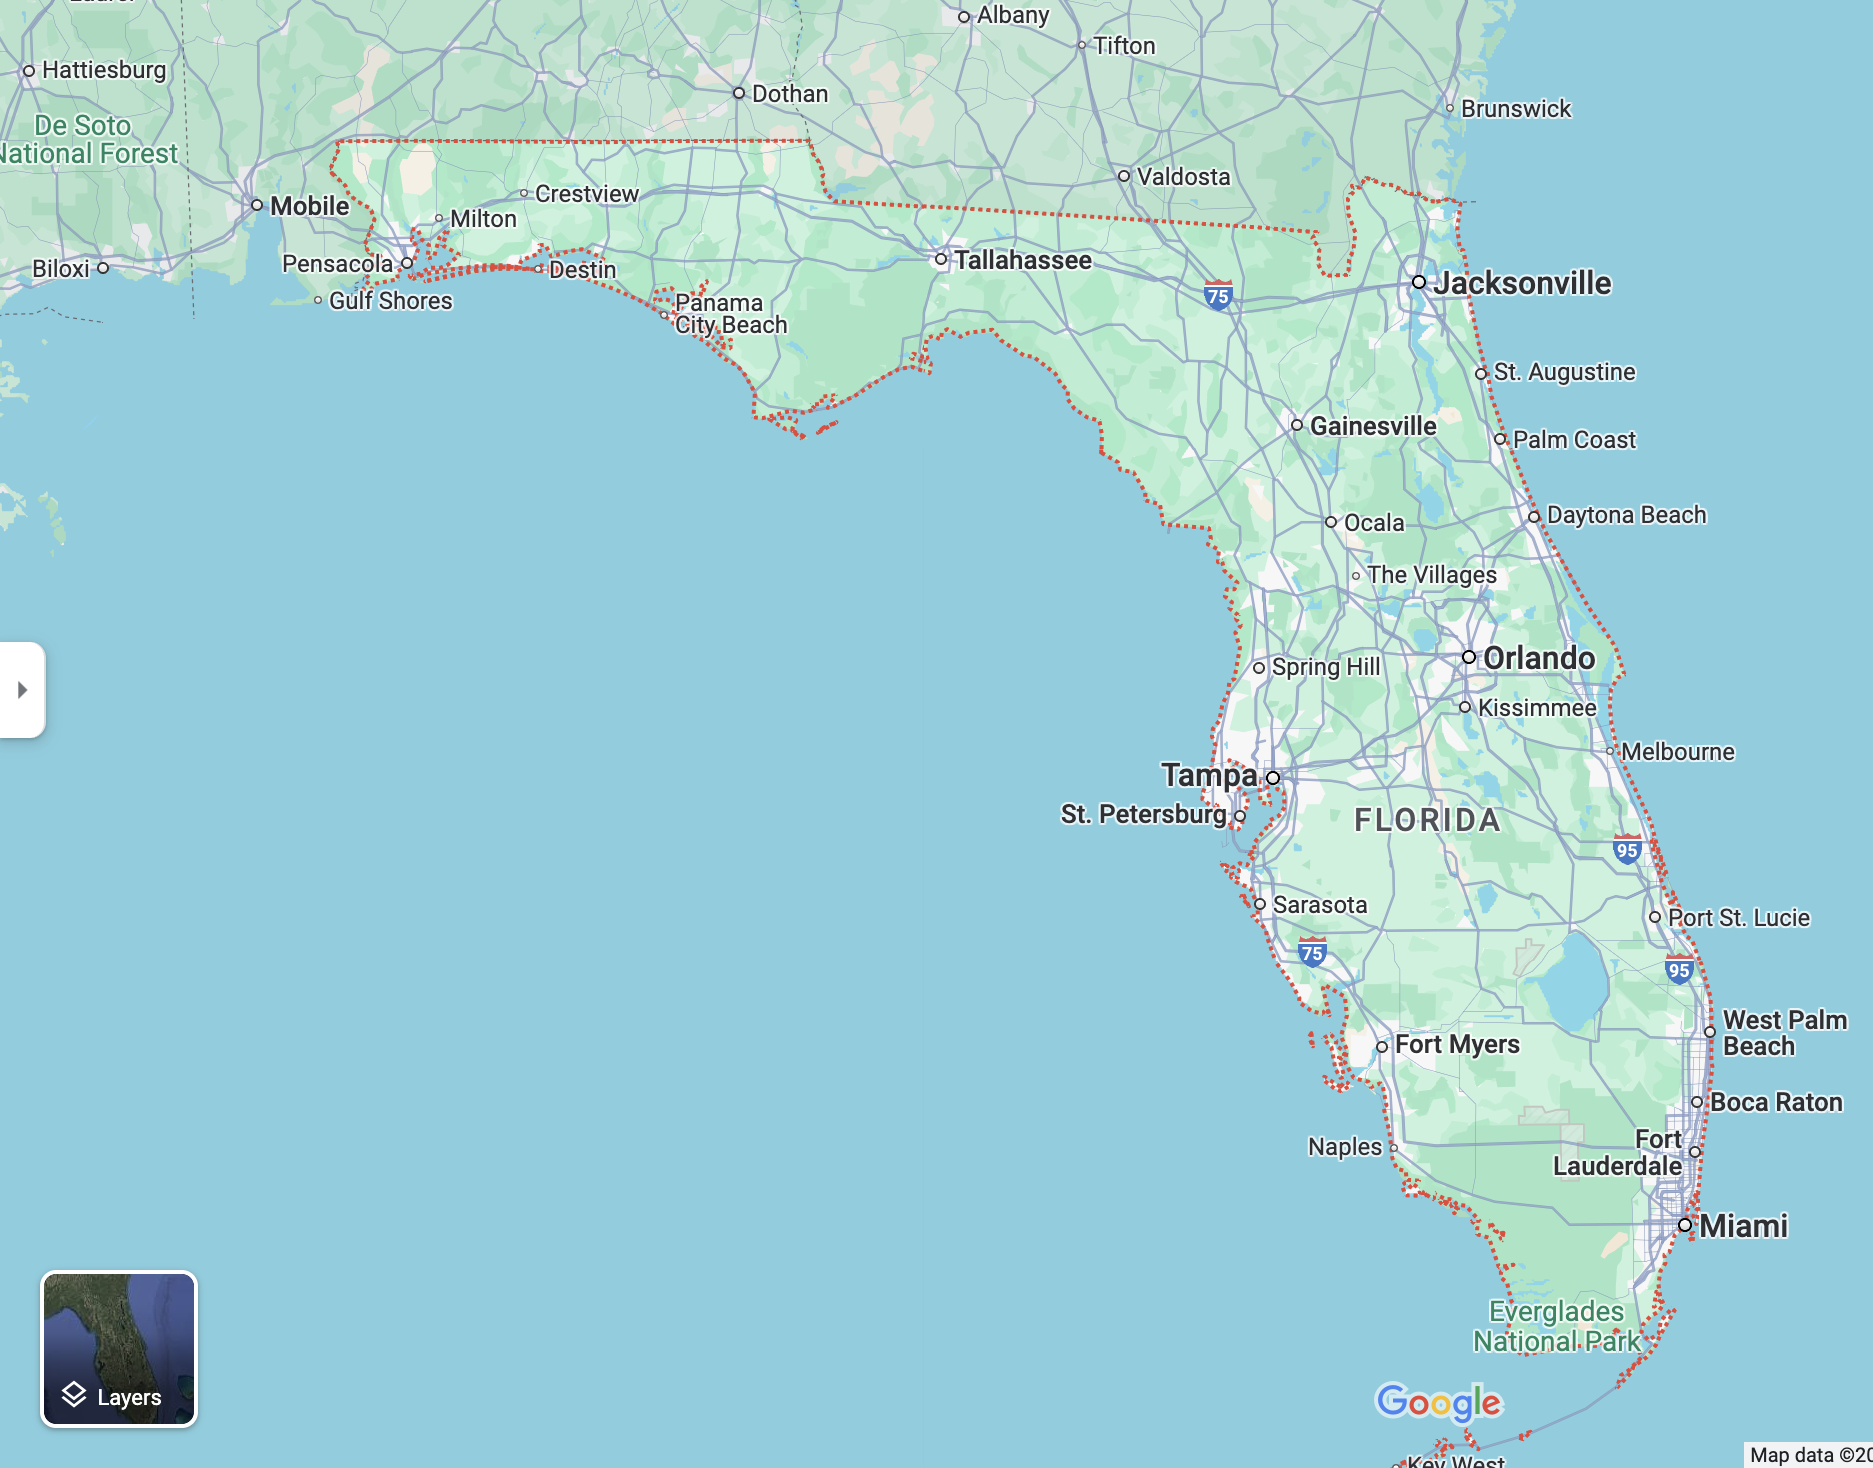 Albany
Tifton
Hattiesburg
Dothan
Brunswick
De Soto
National Forest
Valdosta
Crestview
Mobile
Milton
Tallahassee
Pensacola
Biloxi
Destin
Jacksonville
75
Gulf Shores
Panama
City Beach
St. Augustine
Gainesville
Palm Coast
Daytona Beach
Ocala
The Villages
Orlando
Spring Hill
Kissimmee
Melbourne
Tampa
St. Petersburg
FLORIDA
95
Sarasota
Port St. Lucie
75
95
West Palm
Beach
Fort Myers
Boca Raton
Naples
Fort
Lauderdale
Miami
Everglades
National Park
Layers
Google
Key West
Map data ©20